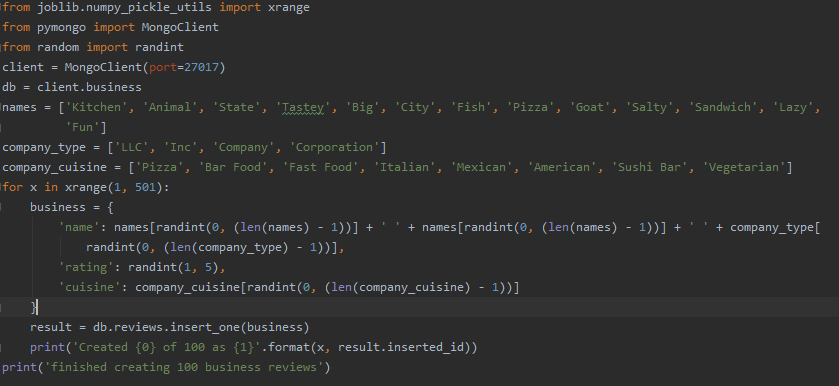 from joblib.numpy_pickle_utils import xrange
from pymongo import MongoClient
from random import randint
client = MongoClient(port=27017)
db = client.business
names = ['Kitchen', 'Animal', 'State', 'Tastey', 'Big', 'City', 'Fish', 'Pizza', 'Goat', 'Salty', 'Sandwich', 'Lazy',
         'Fun']
company_type = ['LLC', 'Inc', 'Company', 'Corporation']
company_cuisine = ['Pizza', 'Bar Food', 'Fast Food', 'Italian', 'Mexican', 'American', 'Sushi Bar', 'Vegetarian']
for x in xrange(1, 501):
    business = {
        'name': names[randint(0, (len(names) - 1))] + ' ' + names[randint(0, (len(names) - 1))] + ' ' + company_type[
            randint(0, (len(company_type) - 1))],
        'rating': randint(1, 5),
        'cuisine': company_cuisine[randint(0, (len(company_cuisine) - 1))]
    }
    result = db.reviews.insert_one(business)
    print('Created {0} of 100 as {1}'.format(x, result.inserted_id))
print('finished creating 100 business reviews')